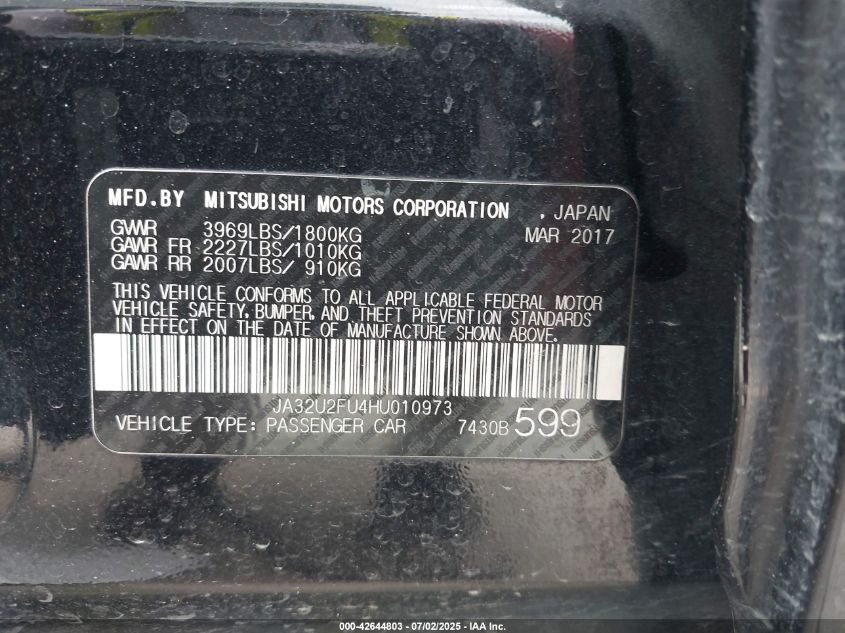 MFD.BY MITSUBISHI MOTORS CORPORATION , JAPAN
GVWR 3969LBS/1800KG MAR 2017
GAWR FR 2227LBS/1010KG
GAWR RR 2007LBS/ 910KG
THIS VEHICLE CONFORMS TO ALL APPLICABLE FEDERAL MOTOR
VEHICLE SAFETY, BUMPER, AND THEFT PREVENTION STANDARDS
IN EFFECT ON THE DATE OF MANUFACTURE SHOWN ABOVE.
JA32U2FU4HU010973
VEHICLE TYPE: PASSENGER CAR 7430B 599
000-42644803 - 07/02/2025 - IAA Inc.